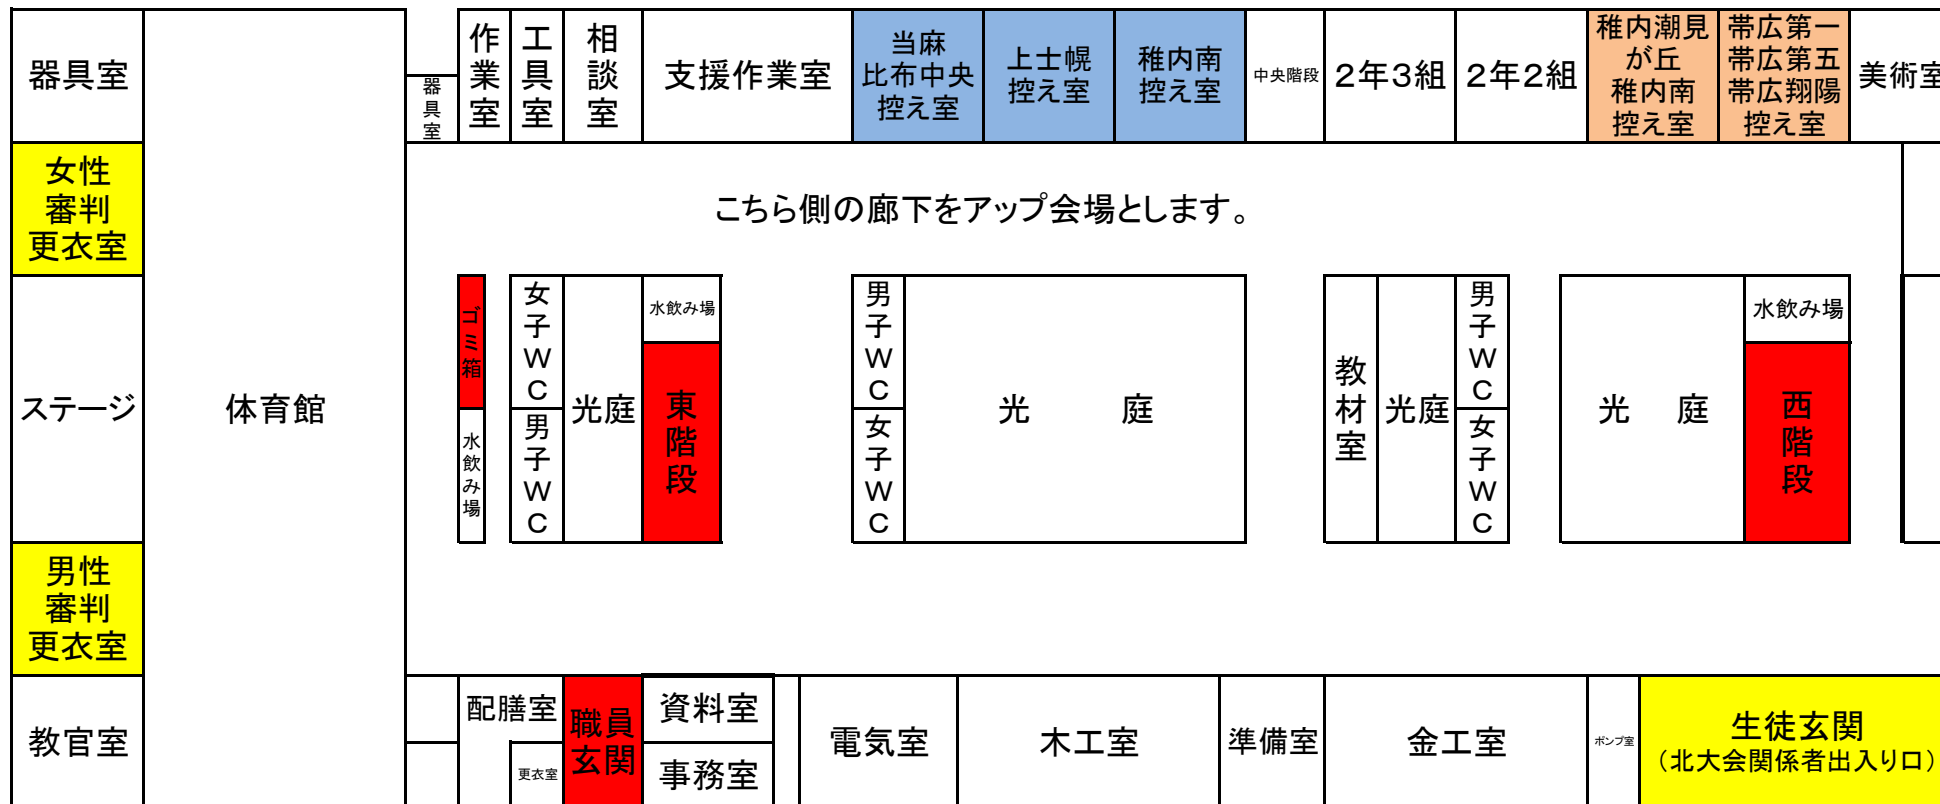 器具室
体育館
器具室
作業室
工具室
相談室
支援作業室
当麻
比布中央
控え室
上士幌
控え室
稚内南
控え室
中央階段
2年3組
2年2組
稚内潮見
が丘
稚内南
控え室
帯広第一
帯広第五
帯広翔陽
控え室
美術室
女性
審判
更衣室
こちら側の廊下をアップ会場とします。
ステージ
ゴミ箱
水飲み場
女子WC
男子WC
光庭
水飲み場
東階段
男子WC
女子WC
光　庭
教材室
光庭
男子WC
女子WC
光　庭
水飲み場
西階段
男性
審判
更衣室
教官室
配膳室
更衣室
職員
玄関
資料室
事務室
電気室
木工室
準備室
金工室
ポンプ室
生徒玄関
（北大会関係者出入り口）